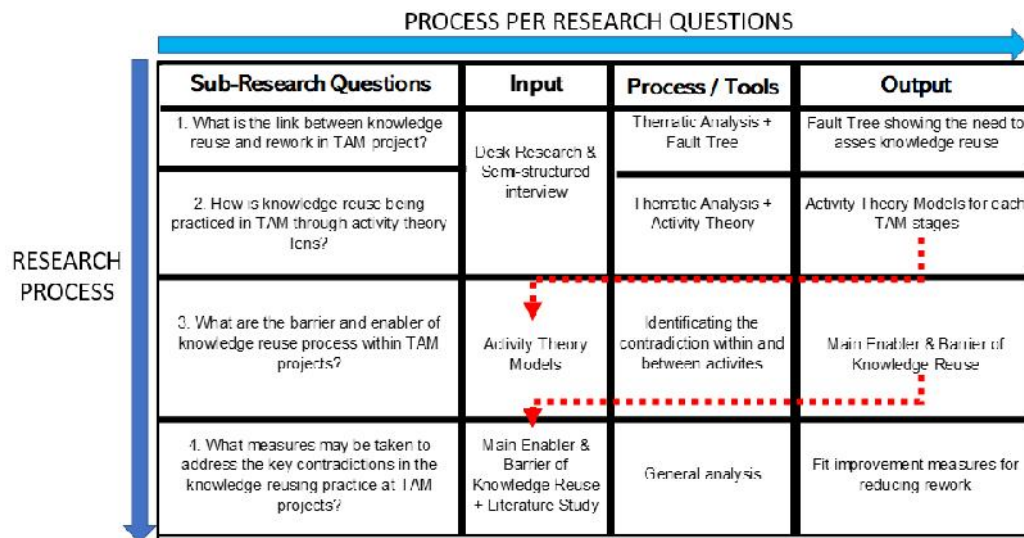 PROCESS PER RESEARCH QUESTIONS
RESEARCH
PROCESS
Sub-Research Questions
Input
Process / Tools
Output
1. What is the link between knowledge
reuse and rework in TAM project?
Desk Research &
Semi-structured
interview
Thematic Analysis +
Fault Tree
Fault Tree showing the need to
asses knowledge reuse
2. How is knowledge reuse being
practiced in TAM through activity theory
lens?
Thematic Analysis +
Activity Theory
Activity Theory Models for each
TAM stages
3. What are the barrier and enabler of
knowledge reuse process within TAM
projects?
Activity Theory
Models
Identificating the
contradiction within and
between activites
Main Enabler & Barrier of
Knowledge Reuse
4. What measures may be taken to
address the key contradictions in the
knowledge reusing practice at TAM
projects?
Main Enabler &
Barrier of
Knowledge Reuse
+ Literature Study
General analysis
Fit improvement measures for
reducing rework